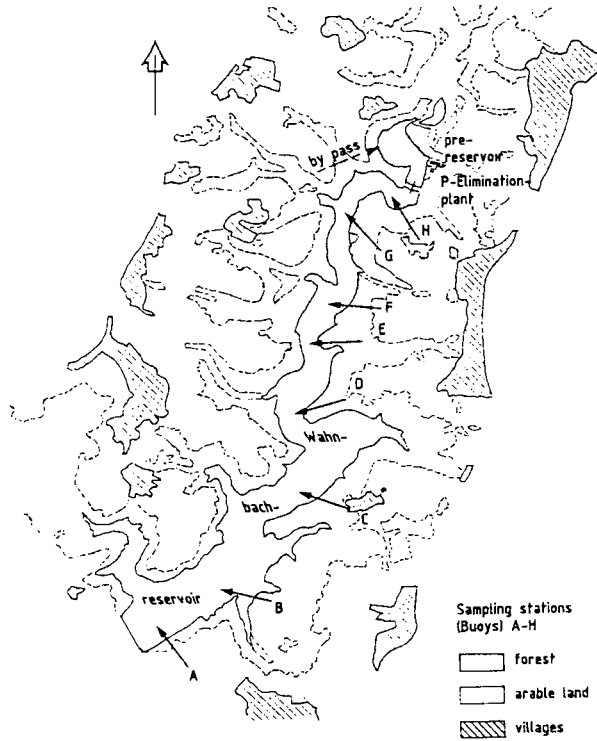 by pass
pre-
reservoir
P-Elimination-
plant
H
G
F
E
D
Wahn-
bach-
C
reservoir
B
A
Sampling stations
(Buoys) A-H
forest
arable land
villages